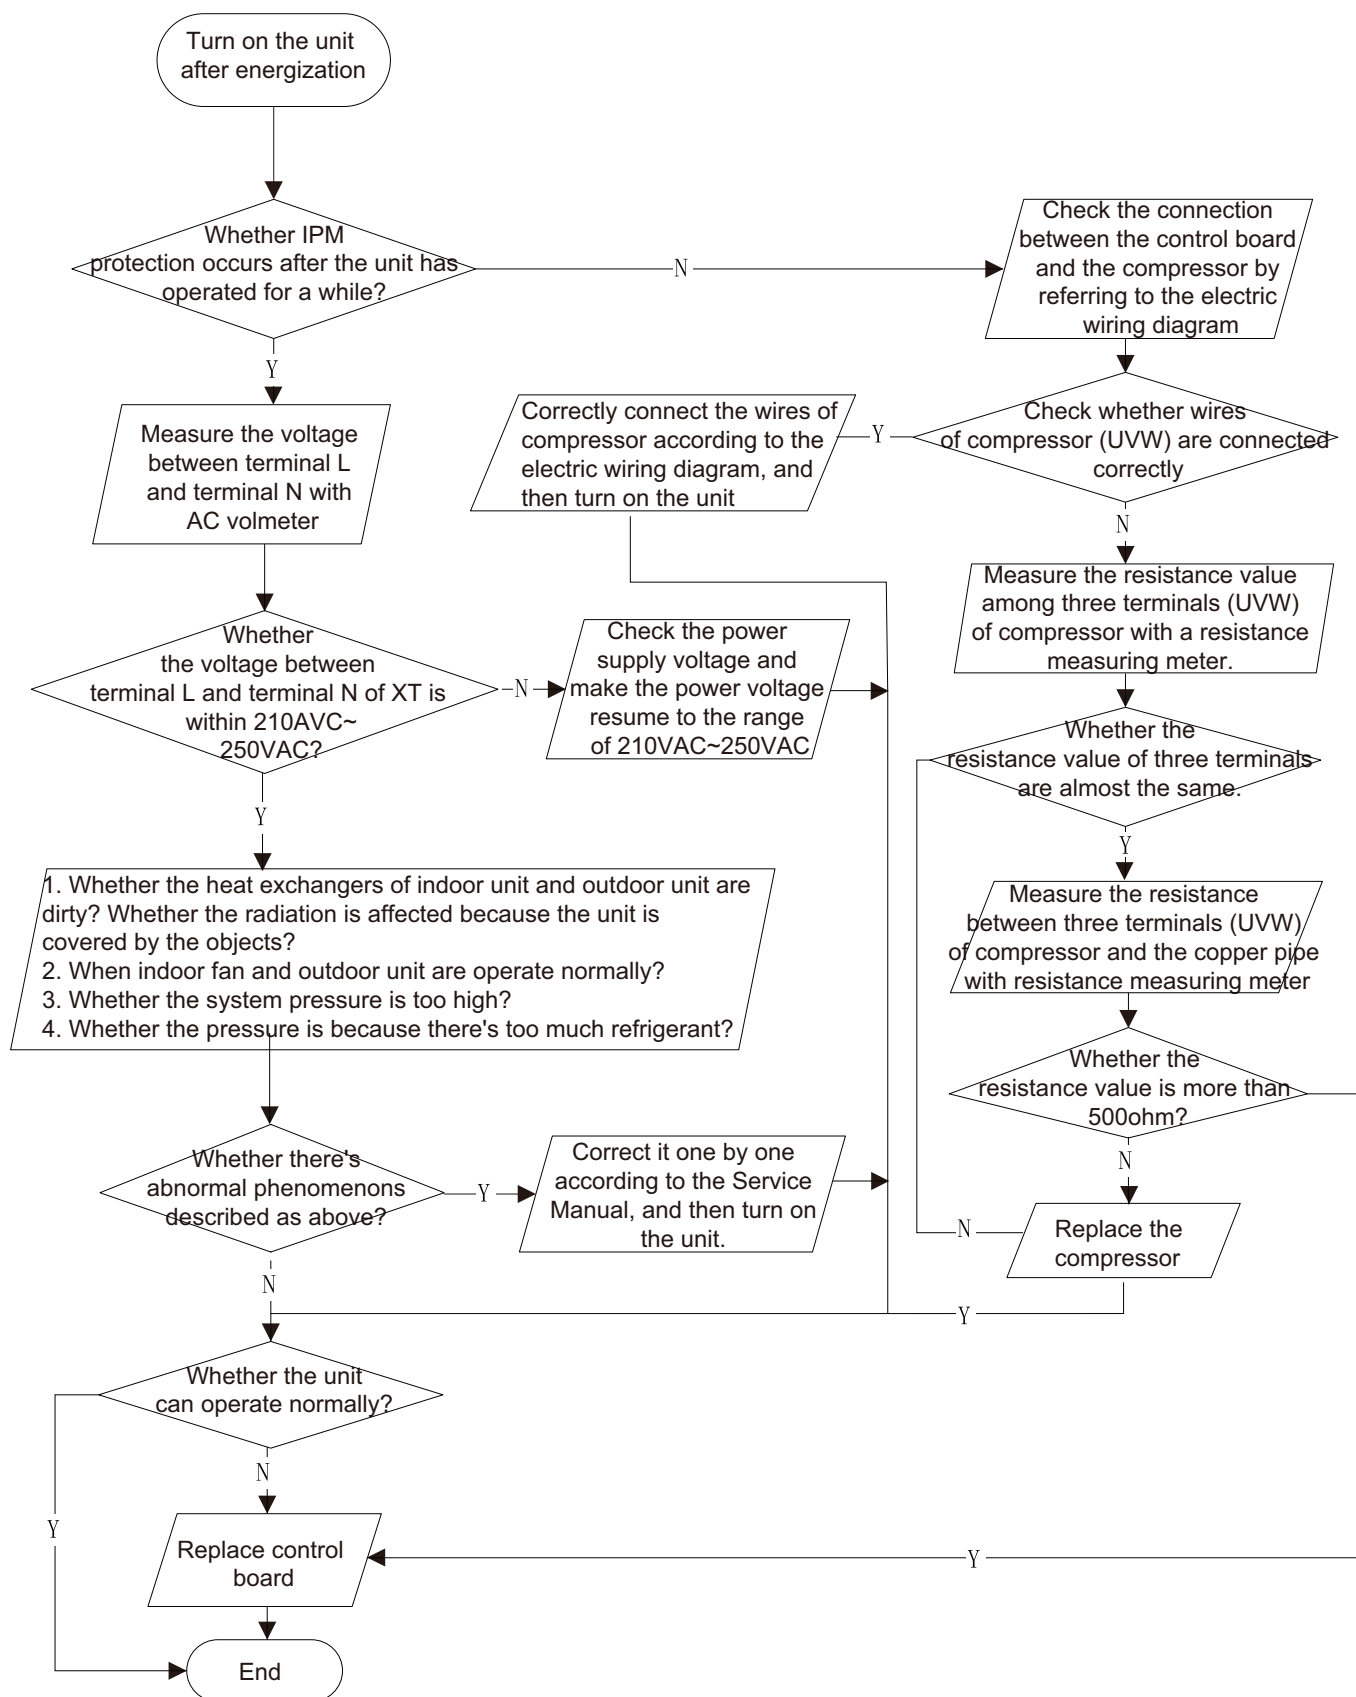 Turn on the unit
after energization
Whether IPM
protection occurs after the unit has
operated for a while?
N
Check the connection
between the control board
and the compressor by
referring to the electric
wiring diagram
Y
Measure the voltage
between terminal L
and terminal N with
AC volmeter
Correctly connect the wires of
compressor according to the
electric wiring diagram, and
then turn on the unit
Y
Check whether wires
of compressor (UVW) are connected
correctly
N
Measure the resistance value
among three terminals (UVW)
of compressor with a resistance
measuring meter.
Whether
the voltage between
terminal L and terminal N of XT is
within 210AVC~
250VAC?
N
Check the power
supply voltage and
make the power voltage
resume to the range
of 210VAC~250VAC
Whether the
resistance value of three terminals
are almost the same.
Y
Y
1. Whether the heat exchangers of indoor unit and outdoor unit are
dirty? Whether the radiation is affected because the unit is
covered by the objects?
2. When indoor fan and outdoor unit are operate normally?
3. Whether the system pressure is too high?
4. Whether the pressure is because there's too much refrigerant?
Measure the resistance
between three terminals (UVW)
of compressor and the copper pipe
with resistance measuring meter
Whether the
resistance value is more than
500ohm?
N
Whether there's
abnormal phenomenons
described as above?
Y
Correct it one by one
according to the Service
Manual, and then turn on
the unit.
N
Replace the
compressor
N
Y
Whether the unit
can operate normally?
N
Y
Replace control
board
Y
End